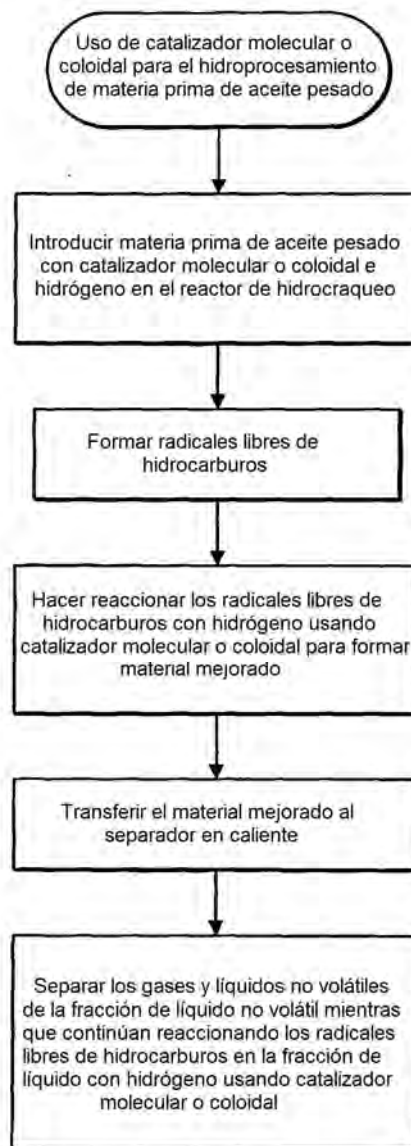 Uso de catalizador molecular o
coloidal para el hidroprocesamiento
de materia prima de aceite pesado
Introducir materia prima de aceite pesado
con catalizador molecular o coloidal e
hidrógeno en el reactor de hidrocraqueo
Formar radicales libres de
hidrocarburos
Hacer reaccionar los radicales libres de
hidrocarburos con hidrógeno usando
catalizador molecular o coloidal para formar
material mejorado
Transferir el material mejorado al
separador en caliente
Separar los gases y líquidos no volátiles
de la fracción de líquido no volátil mientras
que continúan reaccionando los radicales
libres de hidrocarburos en la fracción de
líquido con hidrógeno usando catalizador
molecular o coloidal